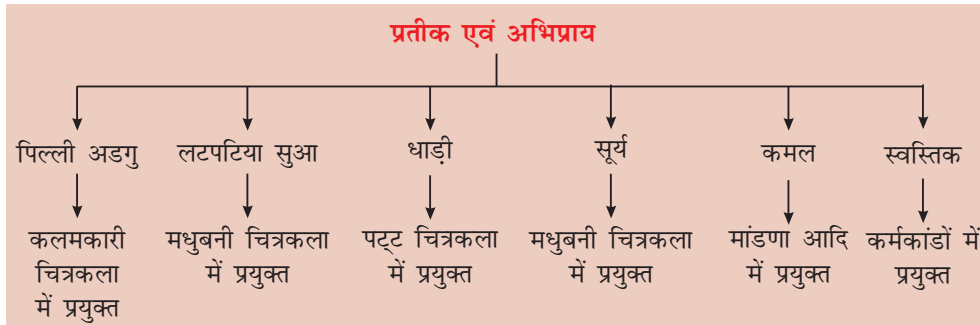 प्रतीक एवं अभिप्राय
पिल्ली अडगु
लटपटिया सुआ
धाड़ी
सूर्य
कमल
स्वस्तिक
कलमकारी
चित्रकला
में प्रयुक्त
मधुबनी चित्रकला
में प्रयुक्त
पट्ट चित्रकला
में प्रयुक्त
मधुबनी चित्रकला
में प्रयुक्त
मांडणा आदि
में प्रयुक्त
कर्मकांडों में
प्रयुक्त